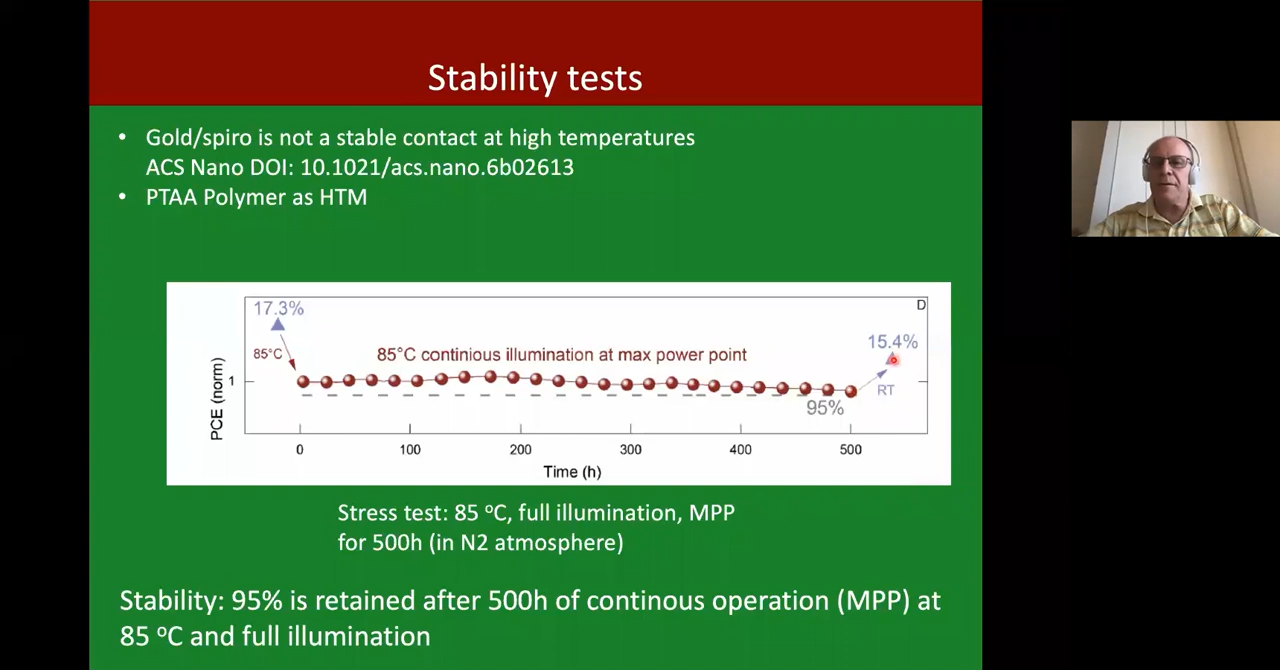 Stability tests
• Gold/spiro is not a stable contact at high temperatures
ACS Nano DOI: 10.1021/acs.nano.6b02613
• PTAA Polymer as HTM
D
17.3%
85°C
85°C continious illumination at max power point
15.4%
RT
95%
PCE (norm)
1
0 100 200 300 400 500
Time (h)
Stress test: 85 ºC, full illumination, MPP
for 500h (in N2 atmosphere)
Stability: 95% is retained after 500h of continous operation (MPP) at
85 ºC and full illumination